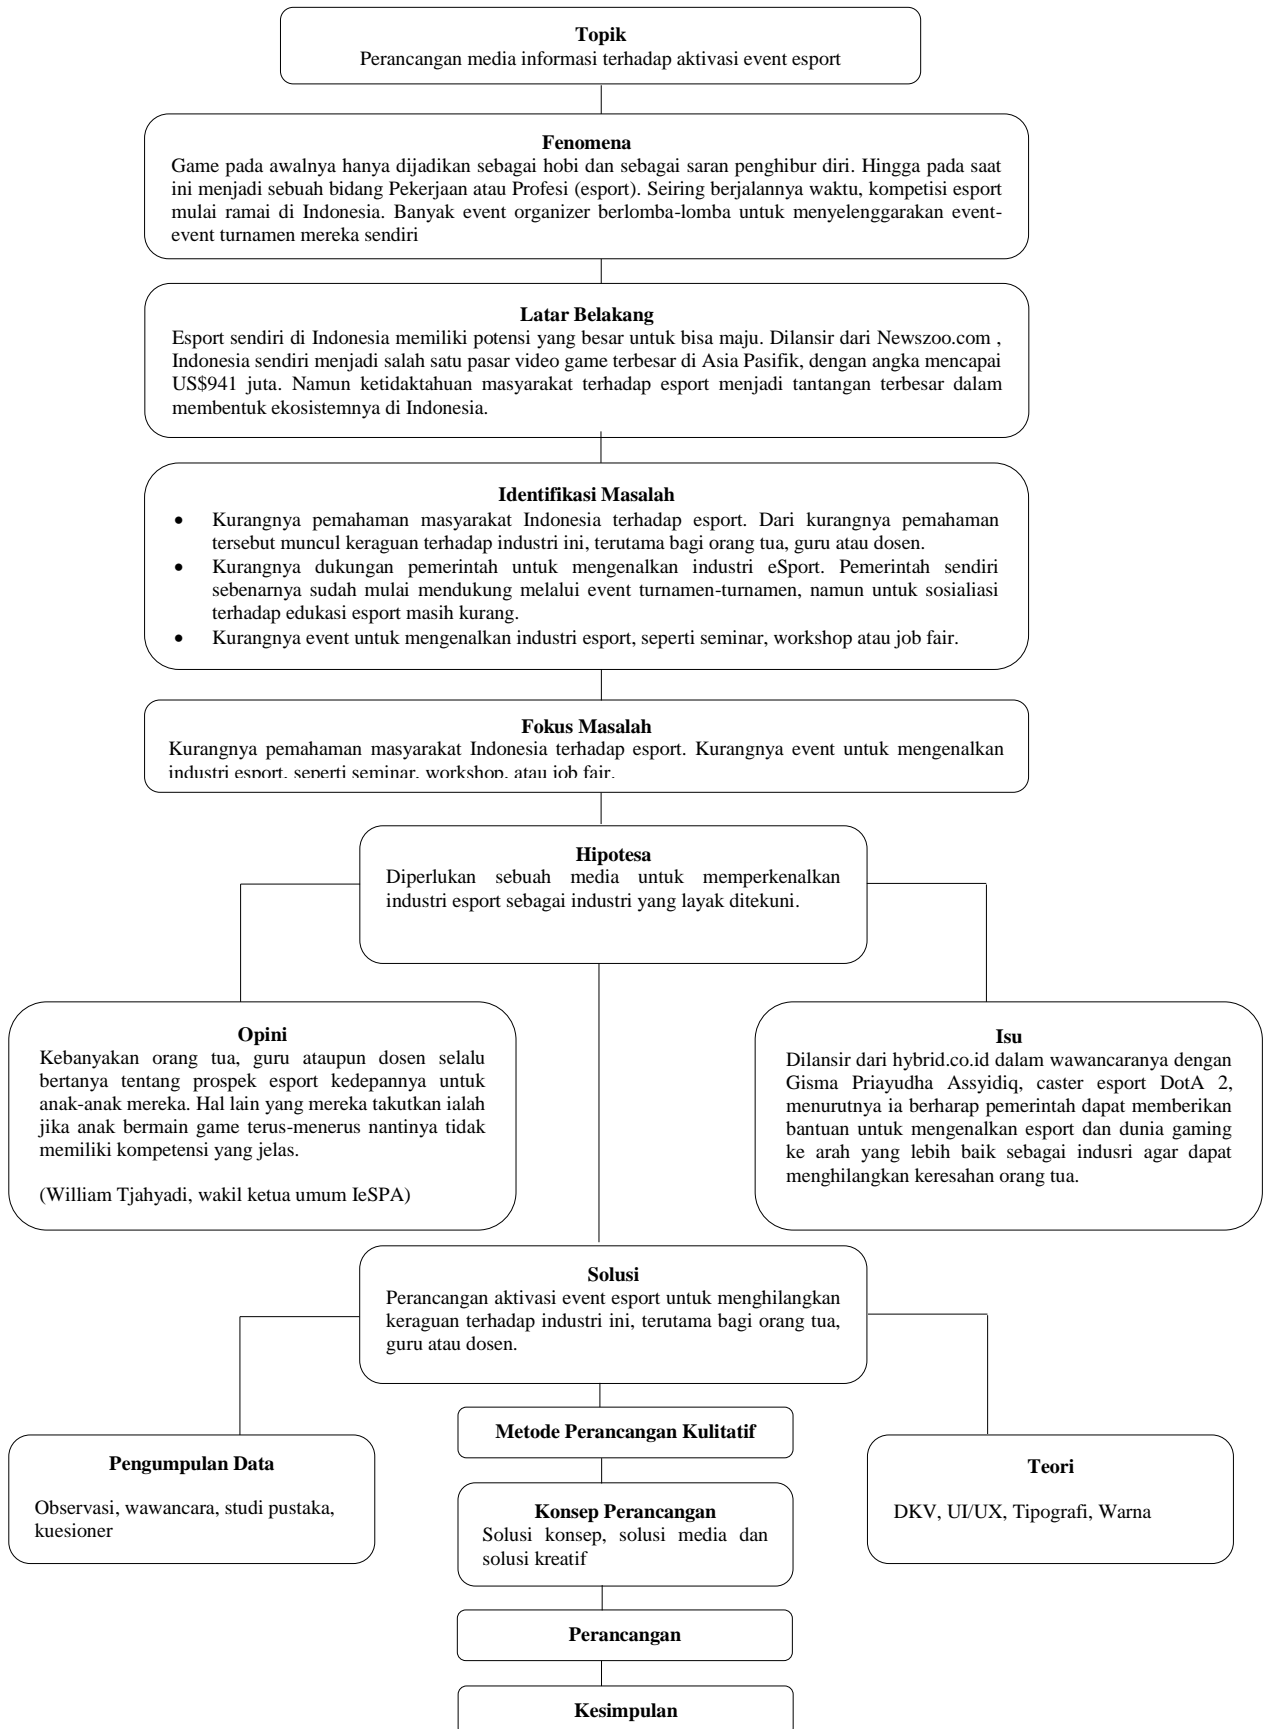 Topik
Perancangan media informasi terhadap aktivasi event esport
Fenomena
Game pada awalnya hanya dijadikan sebagai hobi dan sebagai saran penghibur diri. Hingga pada saat
ini menjadi sebuah bidang Pekerjaan atau Profesi (esport). Seiring berjalannya waktu, kompetisi esport
mulai ramai di Indonesia. Banyak event organizer berlomba-lomba untuk menyelenggarakan event-
event turnamen mereka sendiri
Latar Belakang
Esport sendiri di Indonesia memiliki potensi yang besar untuk bisa maju. Dilansir dari Newszoo.com ,
Indonesia sendiri menjadi salah satu pasar video game terbesar di Asia Pasifik, dengan angka mencapai
US$941 juta. Namun ketidaktahuan masyarakat terhadap esport menjadi tantangan terbesar dalam
membentuk ekosistemnya di Indonesia.
Identifikasi Masalah
• Kurangnya pemahaman masyarakat Indonesia terhadap esport. Dari kurangnya pemahaman
tersebut muncul keraguan terhadap industri ini, terutama bagi orang tua, guru atau dosen.
• Kurangnya dukungan pemerintah untuk mengenalkan industri eSport. Pemerintah sendiri
sebenarnya sudah mulai mendukung melalui event turnamen-turnamen, namun untuk sosialiasi
terhadap edukasi esport masih kurang.
• Kurangnya event untuk mengenalkan industri esport, seperti seminar, workshop atau job fair.
Fokus Masalah
Kurangnya pemahaman masyarakat Indonesia terhadap esport. Kurangnya event untuk mengenalkan
industri esport, seperti seminar, workshop, atau job fair.
Hipotesa
Diperlukan sebuah media untuk memperkenalkan
industri esport sebagai industri yang layak ditekuni.
Opini
Kebanyakan orang tua, guru ataupun dosen selalu
bertanya tentang prospek esport kedepannya untuk
anak-anak mereka. Hal lain yang mereka takutkan ialah
jika anak bermain game terus-menerus nantinya tidak
memiliki kompetensi yang jelas.
(William Tjahyadi, wakil ketua umum IeSPA)
Isu
Dilansir dari hybrid.co.id dalam wawancaranya dengan
Gisma Priayudha Assyidiq, caster esport DotA 2,
menurutnya ia berharap pemerintah dapat memberikan
bantuan untuk mengenalkan esport dan dunia gaming
ke arah yang lebih baik sebagai indusri agar dapat
menghilangkan keresahan orang tua.
Solusi
Perancangan aktivasi event esport untuk menghilangkan
keraguan terhadap industri ini, terutama bagi orang tua,
guru atau dosen.
Metode Perancangan Kulitatif
Pengumpulan Data
Observasi, wawancara, studi pustaka,
kuesioner
Konsep Perancangan
Solusi konsep, solusi media dan
solusi kreatif
Teori
DKV, UI/UX, Tipografi, Warna
Perancangan
Kesimpulan